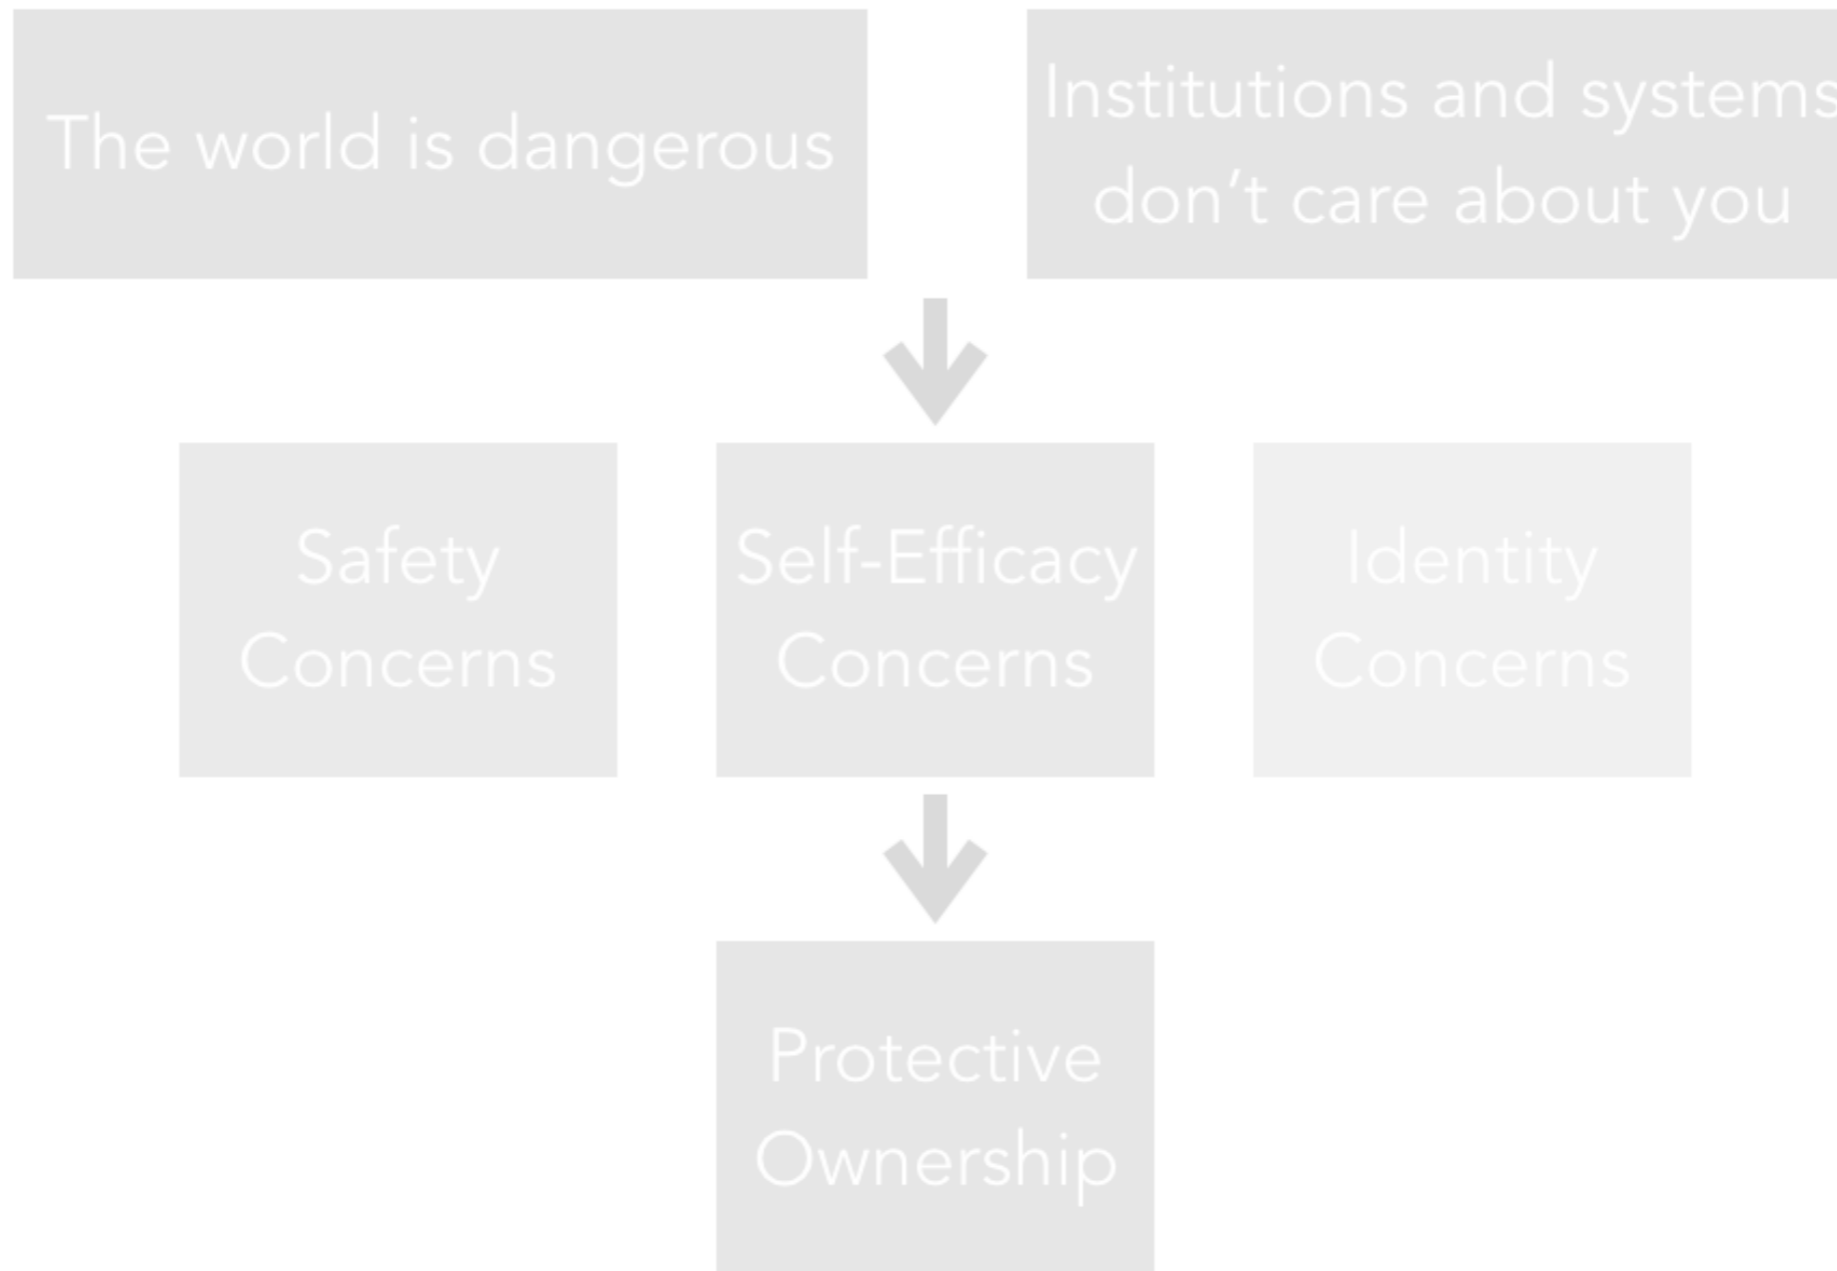 The world is dangerous
Institutions and systems
don’t care about you
Safety
Concerns
Self-Efficacy
Concerns
Identity
Concerns
Protective
Ownership